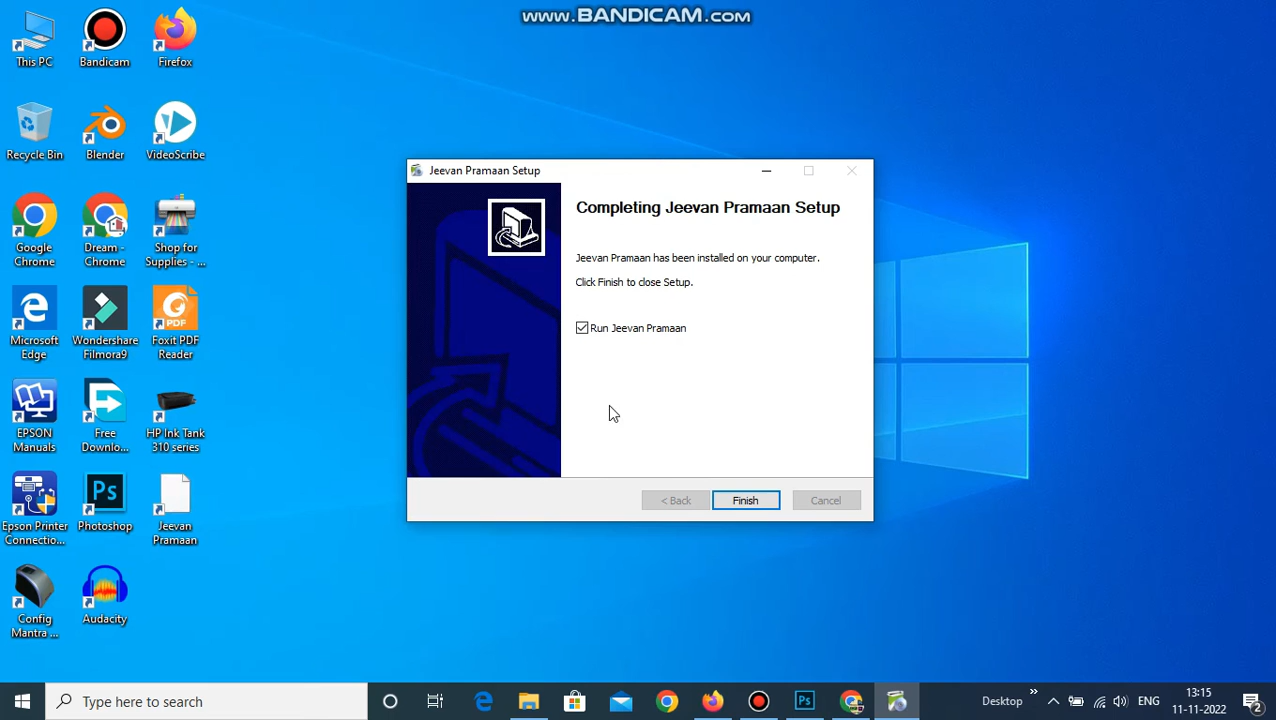 www.BANDICAM.com
This PC
Bandicam
Firefox
Recycle Bin
Blender
VideoScribe
Google
Chrome
Dream -
Chrome
Shop for
Supplies - ...
Microsoft
Edge
Wondershare
Filmora9
PDF
Foxit PDF
Reader
EPSON
Manuals
Free
Downlo...
HP Ink Tank
310 series
Epson Printer
Connectio...
Ps
Photoshop
Jeevan
Pramaan
Config
Mantra ...
Audacity
Jeevan Pramaan Setup
Completing Jeevan Pramaan Setup
Jeevan Pramaan has been installed on your computer.
Click Finish to close Setup.
Run Jeevan Pramaan
< Back
Finish
Cancel
Type here to search
Ps
Desktop
ENG
13:15
11-11-2022
2